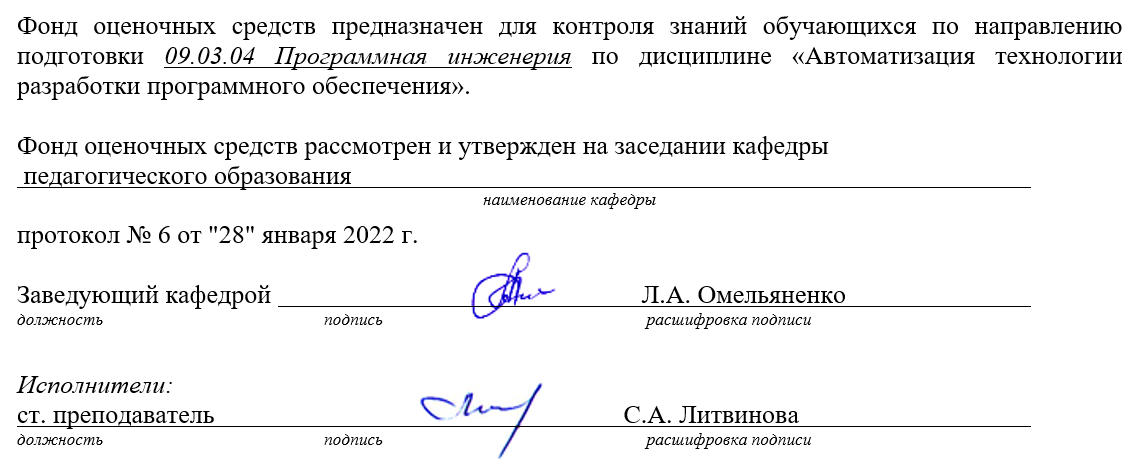 Фонд оценочных средств предназначен для контроля знаний обучающихся по направлению
подготовки 09.03.04 Программная инженерия по дисциплине «Автоматизация технологии
разработки программного обеспечения».
Фонд оценочных средств рассмотрен и утвержден на заседании кафедры
педагогического образования
наименование кафедры
протокол № 6 от "28" января 2022 г.
Заведующий кафедрой Л.А. Омельяненко
должность подпись расшифровка подписи
Исполнители:
ст. преподаватель С.А. Литвинова
должность подпись расшифровка подписи